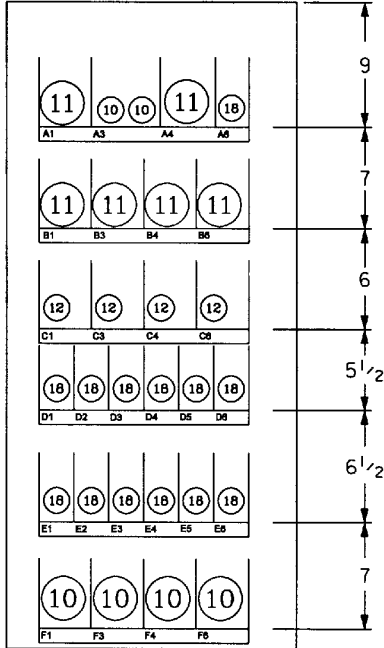 9
11 10 10 11 18
A1 A3 A4 A6
7
11 11 11 11
B1 B3 B4 B6
6
12 12 12 12
C1 C3 C4 C6
5 1/2
18 18 18 18 18 18
D1 D2 D3 D4 D5 D6
6 1/2
18 18 18 18 18 18
E1 E2 E3 E4 E5 E6
7
10 10 10 10
F1 F3 F4 F6